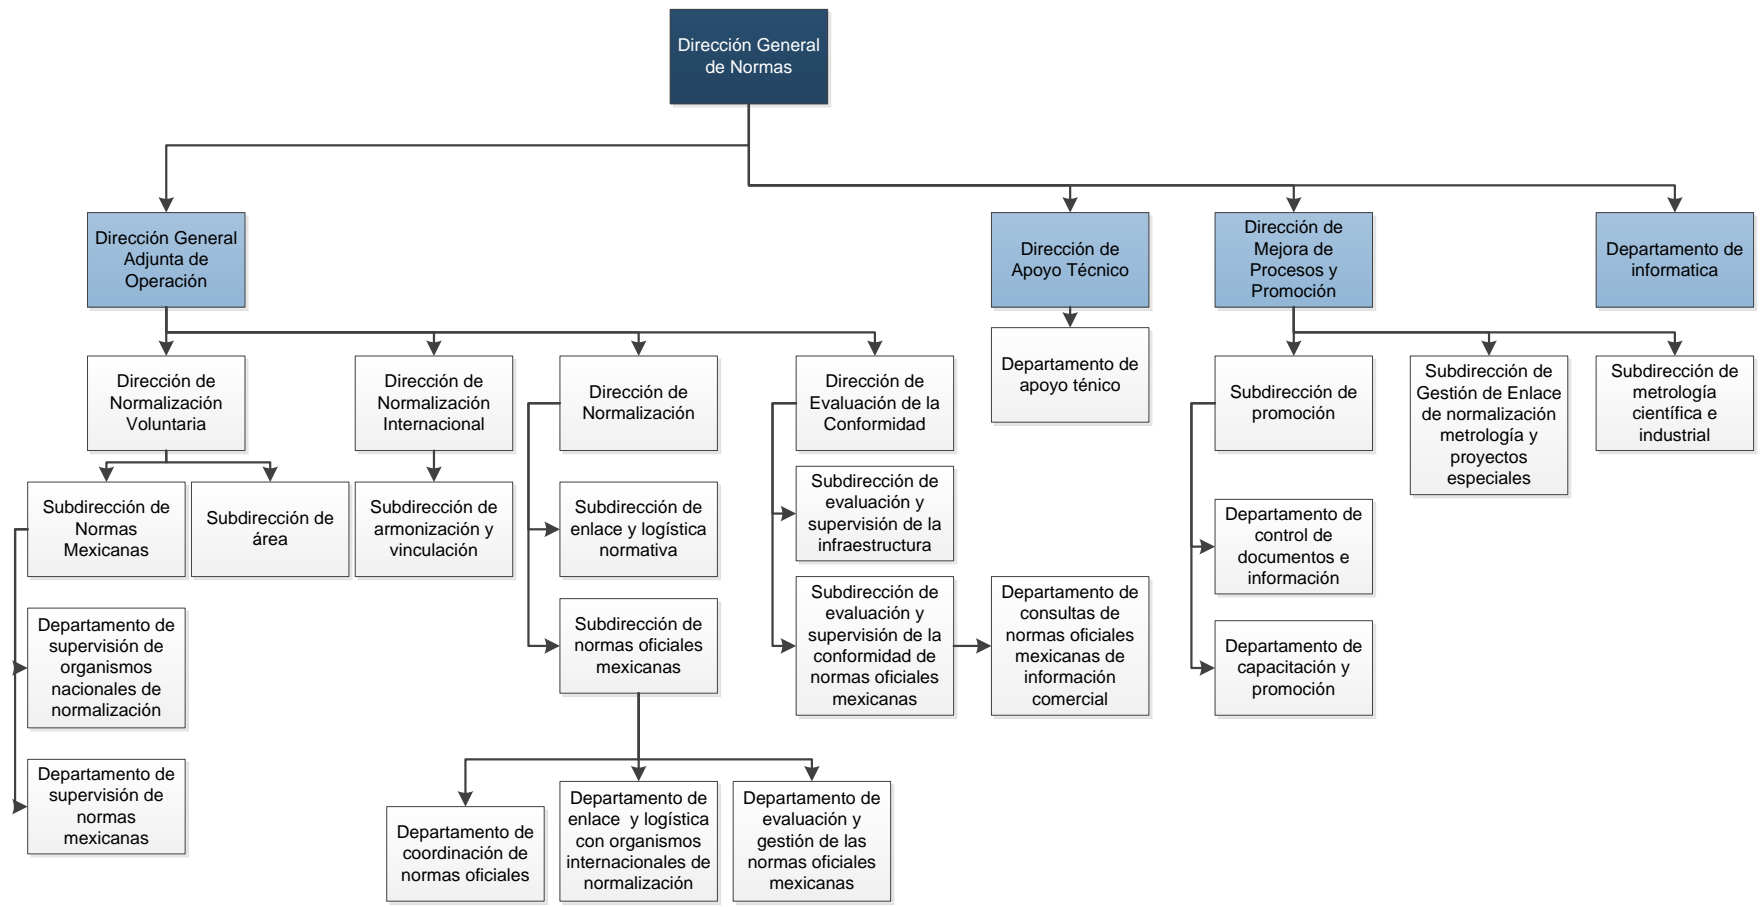 Dirección General
de Normas
Dirección General
Adjunta de
Operación
Dirección de
Apoyo Técnico
Dirección de
Mejora de
Procesos y
Promoción
Departamento de
informatica
Dirección de
Normalización
Voluntaria
Dirección de
Normalización
Internacional
Dirección de
Normalización
Dirección de
Evaluación de la
Conformidad
Departamento de
apoyo ténico
Subdirección de
promoción
Subdirección de
Gestión de Enlace
de normalización
metrología y
proyectos
especiales
Subdirección de
metrología
científica e
industrial
Subdirección de
Normas
Mexicanas
Subdirección de
área
Subdirección de
armonización y
vinculación
Subdirección de
enlace y logística
normativa
Subdirección de
evaluación y
supervisión de la
infraestructura
Departamento de
control de
documentos e
información
Departamento de
supervisión de
organismos
nacionales de
normalización
Subdirección de
normas oficiales
mexicanas
Subdirección de
evaluación y
supervisión de la
conformidad de
normas oficiales
mexicanas
Departamento de
consultas de
normas oficiales
mexicanas de
información
comercial
Departamento de
capacitación y
promoción
Departamento de
supervisión de
normas
mexicanas
Departamento de
coordinación de
normas oficiales
Departamento de
enlace  y logística
con organismos
internacionales de
normalización
Departamento de
evaluación y
gestión de las
normas oficiales
mexicanas